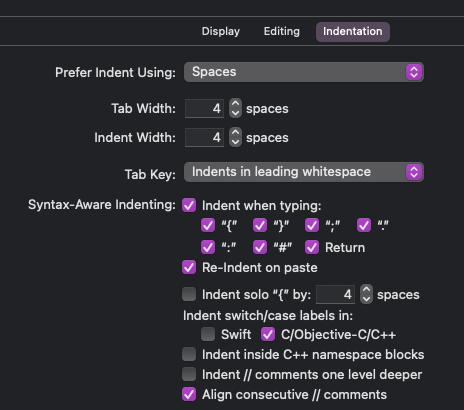 Display Editing Indentation
Prefer Indent Using: Spaces
Tab Width: 4 spaces
Indent Width: 4 spaces
Tab Key: Indents in leading whitespace
Syntax-Aware Indenting: Indent when typing:
“{” “}” “;” “.”
“:” “#” Return
Re-Indent on paste
Indent solo “{” by: 4 spaces
Indent switch/case labels in:
Swift C/Objective-C/C++
Indent inside C++ namespace blocks
Indent // comments one level deeper
Align consecutive // comments